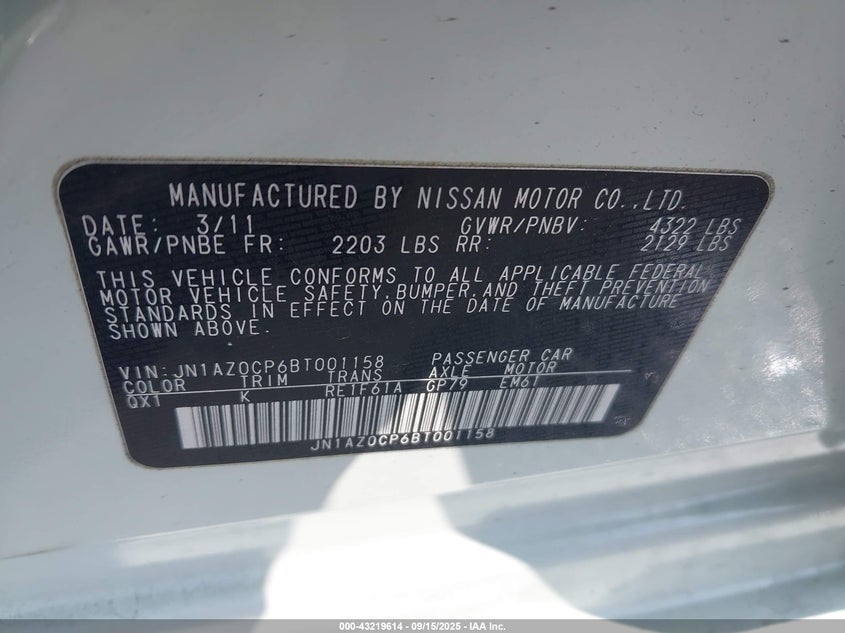 MANUFACTURED BY NISSAN MOTOR CO.,LTD.
DATE: 3/11 GVWR/PNBV: 4322 LBS
GAWR/PNBE FR: 2203 LBS RR: 2129 LBS
THIS VEHICLE CONFORMS TO ALL APPLICABLE FEDERAL
MOTOR VEHICLE SAFETY,BUMPER,AND THEFT PREVENTION
STANDARDS IN EFFECT ON THE DATE OF MANUFACTURE
SHOWN ABOVE.
VIN:JN1AZ0CP6BT001158 PASSENGER CAR
COLOR TRIM TRANS AXLE MOTOR
QX1 K RE1F61A GP79 EM61
JN1AZ0CP6BT001158
000-43219614 - 09/15/2025 - IAA Inc.